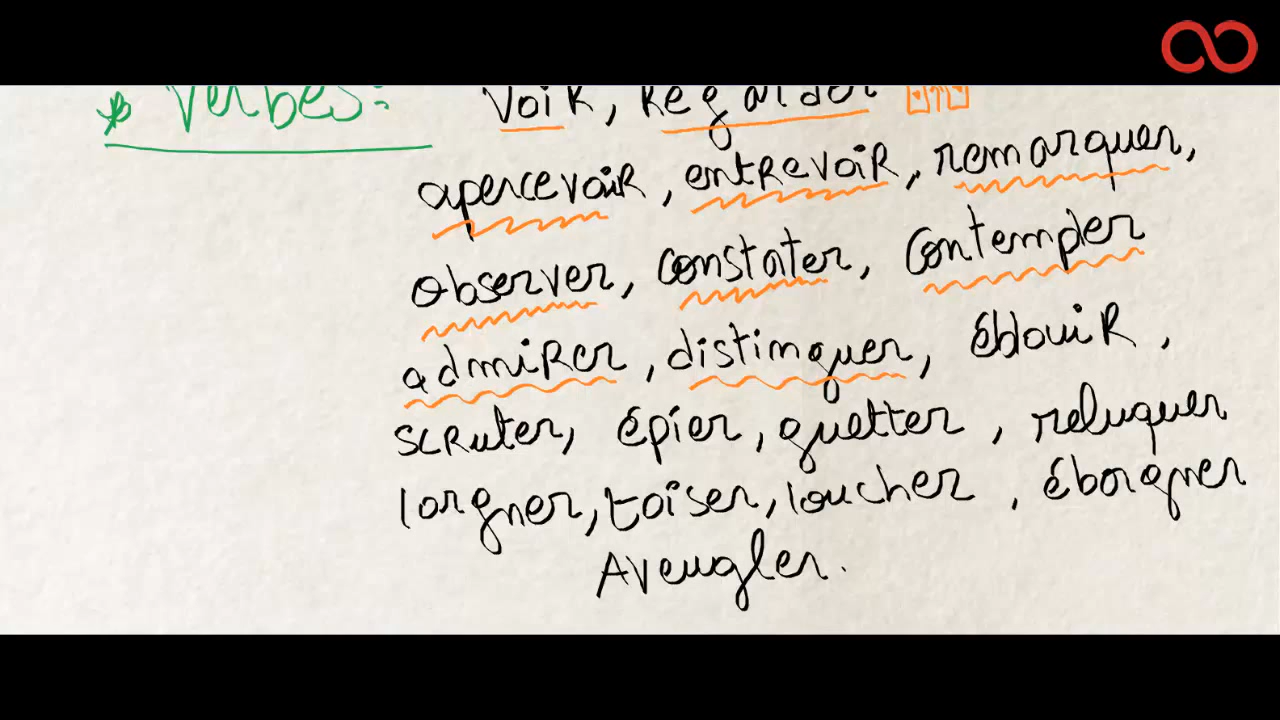 * Verbes: voir, Regarder
apercevoir, entrevoir, remarquer,
observer, constater, contempler
admirer, distinguer, éblouir,
scruter, épier, guetter, reluquer
lorgner, toiser, loucher, éborgner
Aveugler.